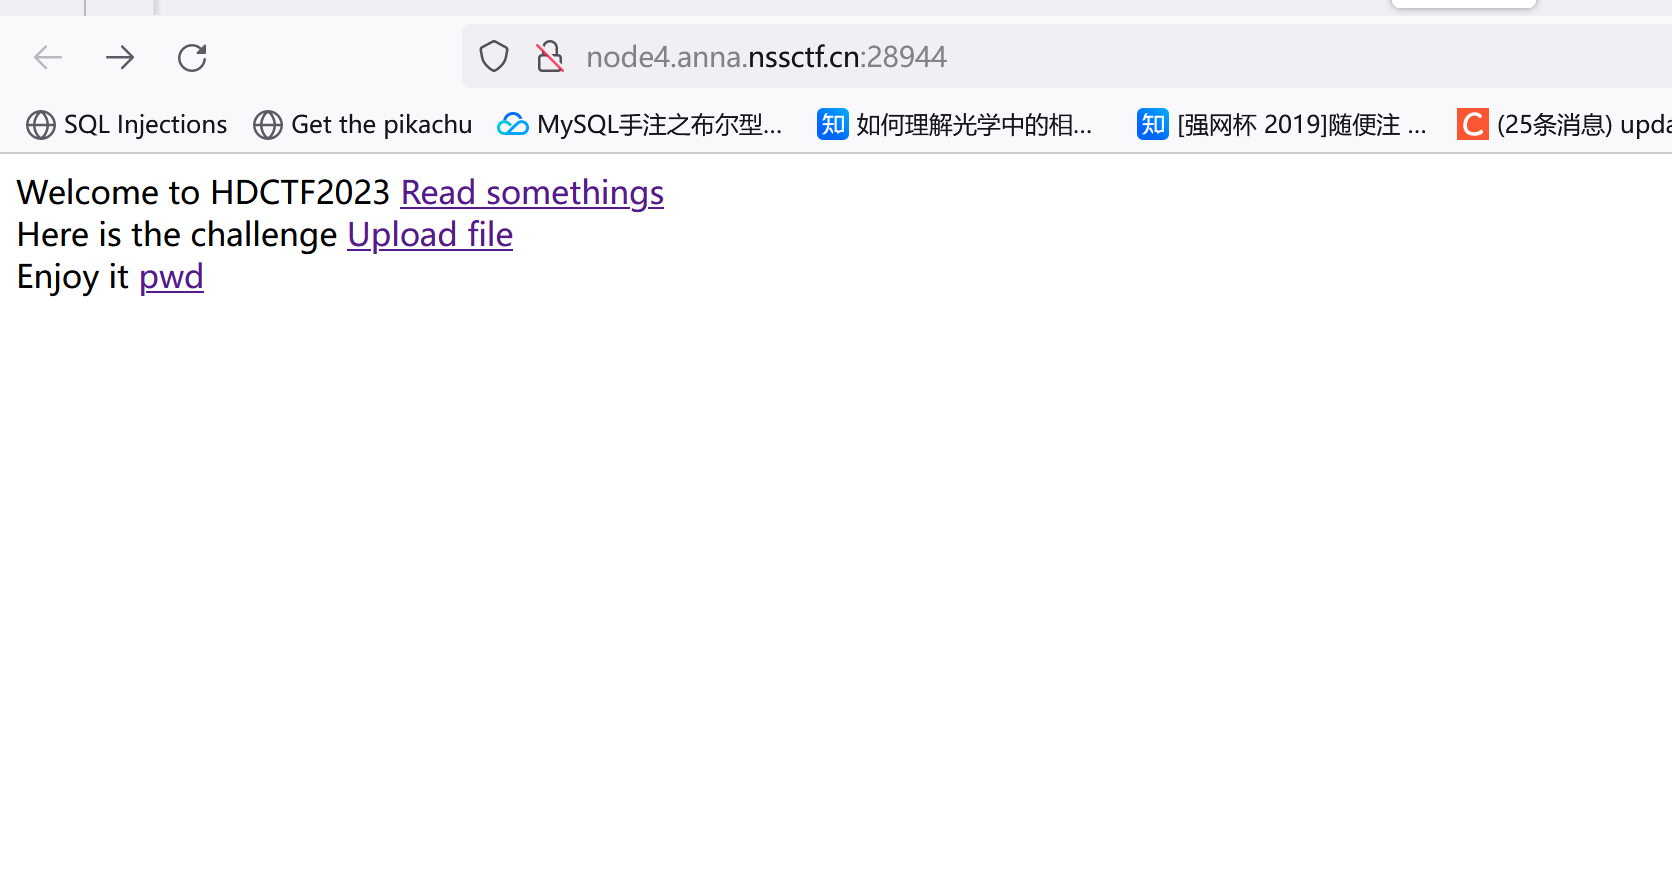 node4.anna.nssctf.cn:28944
SQL Injections Get the pikachu MySQL手注之布尔型... 知 如何理解光学中的相... 知 [强网杯 2019]随便注 ... C (25条消息) upda
Welcome to HDCTF2023 Read somethings
Here is the challenge Upload file
Enjoy it pwd